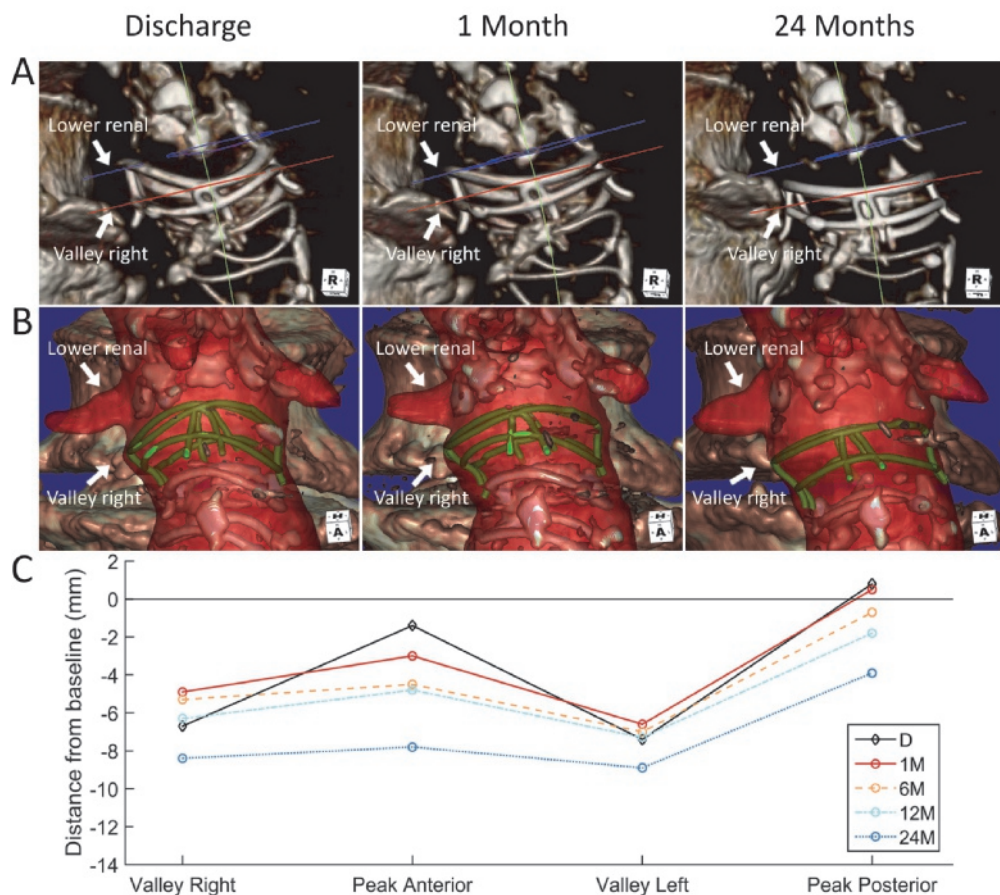 Discharge 1 Month 24 Months
A
Lower renal Lower renal Lower renal
Valley right Valley right Valley right
R R R
B
Lower renal Lower renal Lower renal
Valley right Valley right Valley right
H H H
A A A
C
Distance from baseline (mm)
2
0
-2
-4
-6
-8
-10
-12
-14
D
1M
6M
12M
24M
Valley Right Peak Anterior Valley Left Peak Posterior